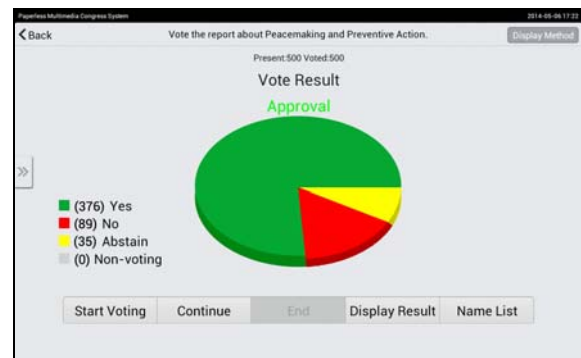 Paperless Multimedia Congress System 2014-05-06 17:22
Back Vote the report about Peacemaking and Preventive Action. Display Method
Present:500 Voted:500
Vote Result
Approval
(376) Yes
(89) No
(35) Abstain
(0) Non-voting
Start Voting Continue End Display Result Name List